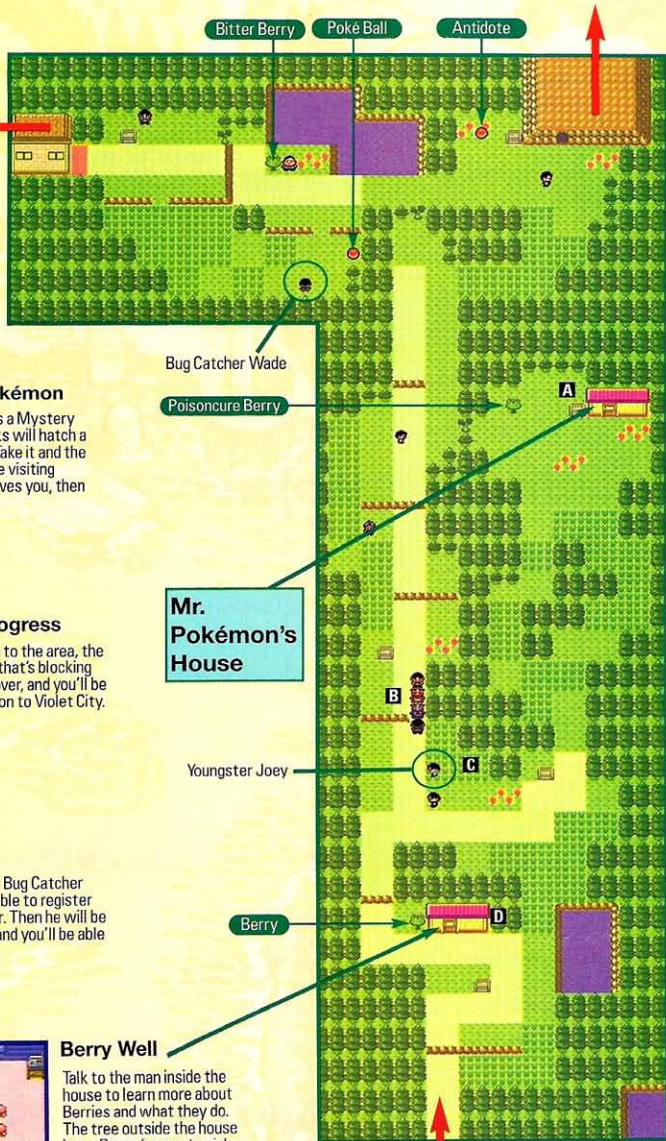 Bitter Berry
Poké Ball
Antidote
Bug Catcher Wade
kémon
s a Mystery
ks will hatch a
Take it and the
e visiting
ves you, then
Poisoncure Berry
A
Mr.
Pokémon's
House
ogress
to the area, the
that's blocking
over, and you'll be
on to Violet City.
B
Youngster Joey
C
Bug Catcher
ble to register
r. Then he will be
and you'll be able
Berry
D
Berry Well
Talk to the man inside the
house to learn more about
Berries and what they do.
The tree outside the house